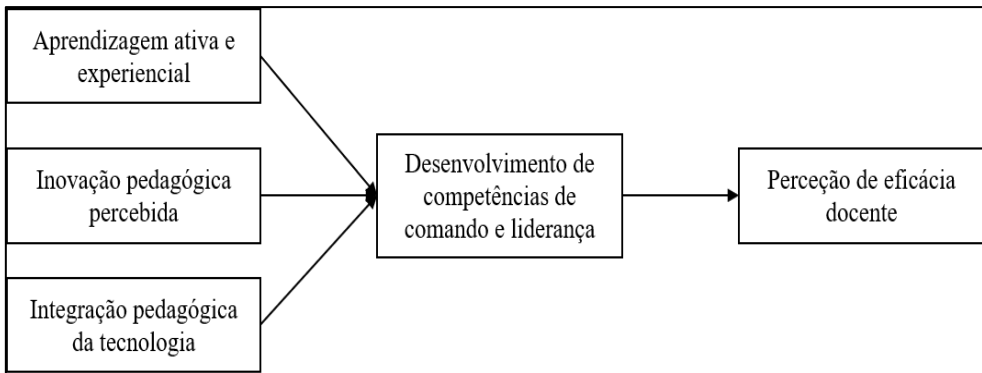 Aprendizagem ativa e
experiencial
Inovação pedagógica
percebida
Integração pedagógica
da tecnologia
Desenvolvimento de
competências de
comando e liderança
Perceção de eficácia
docente